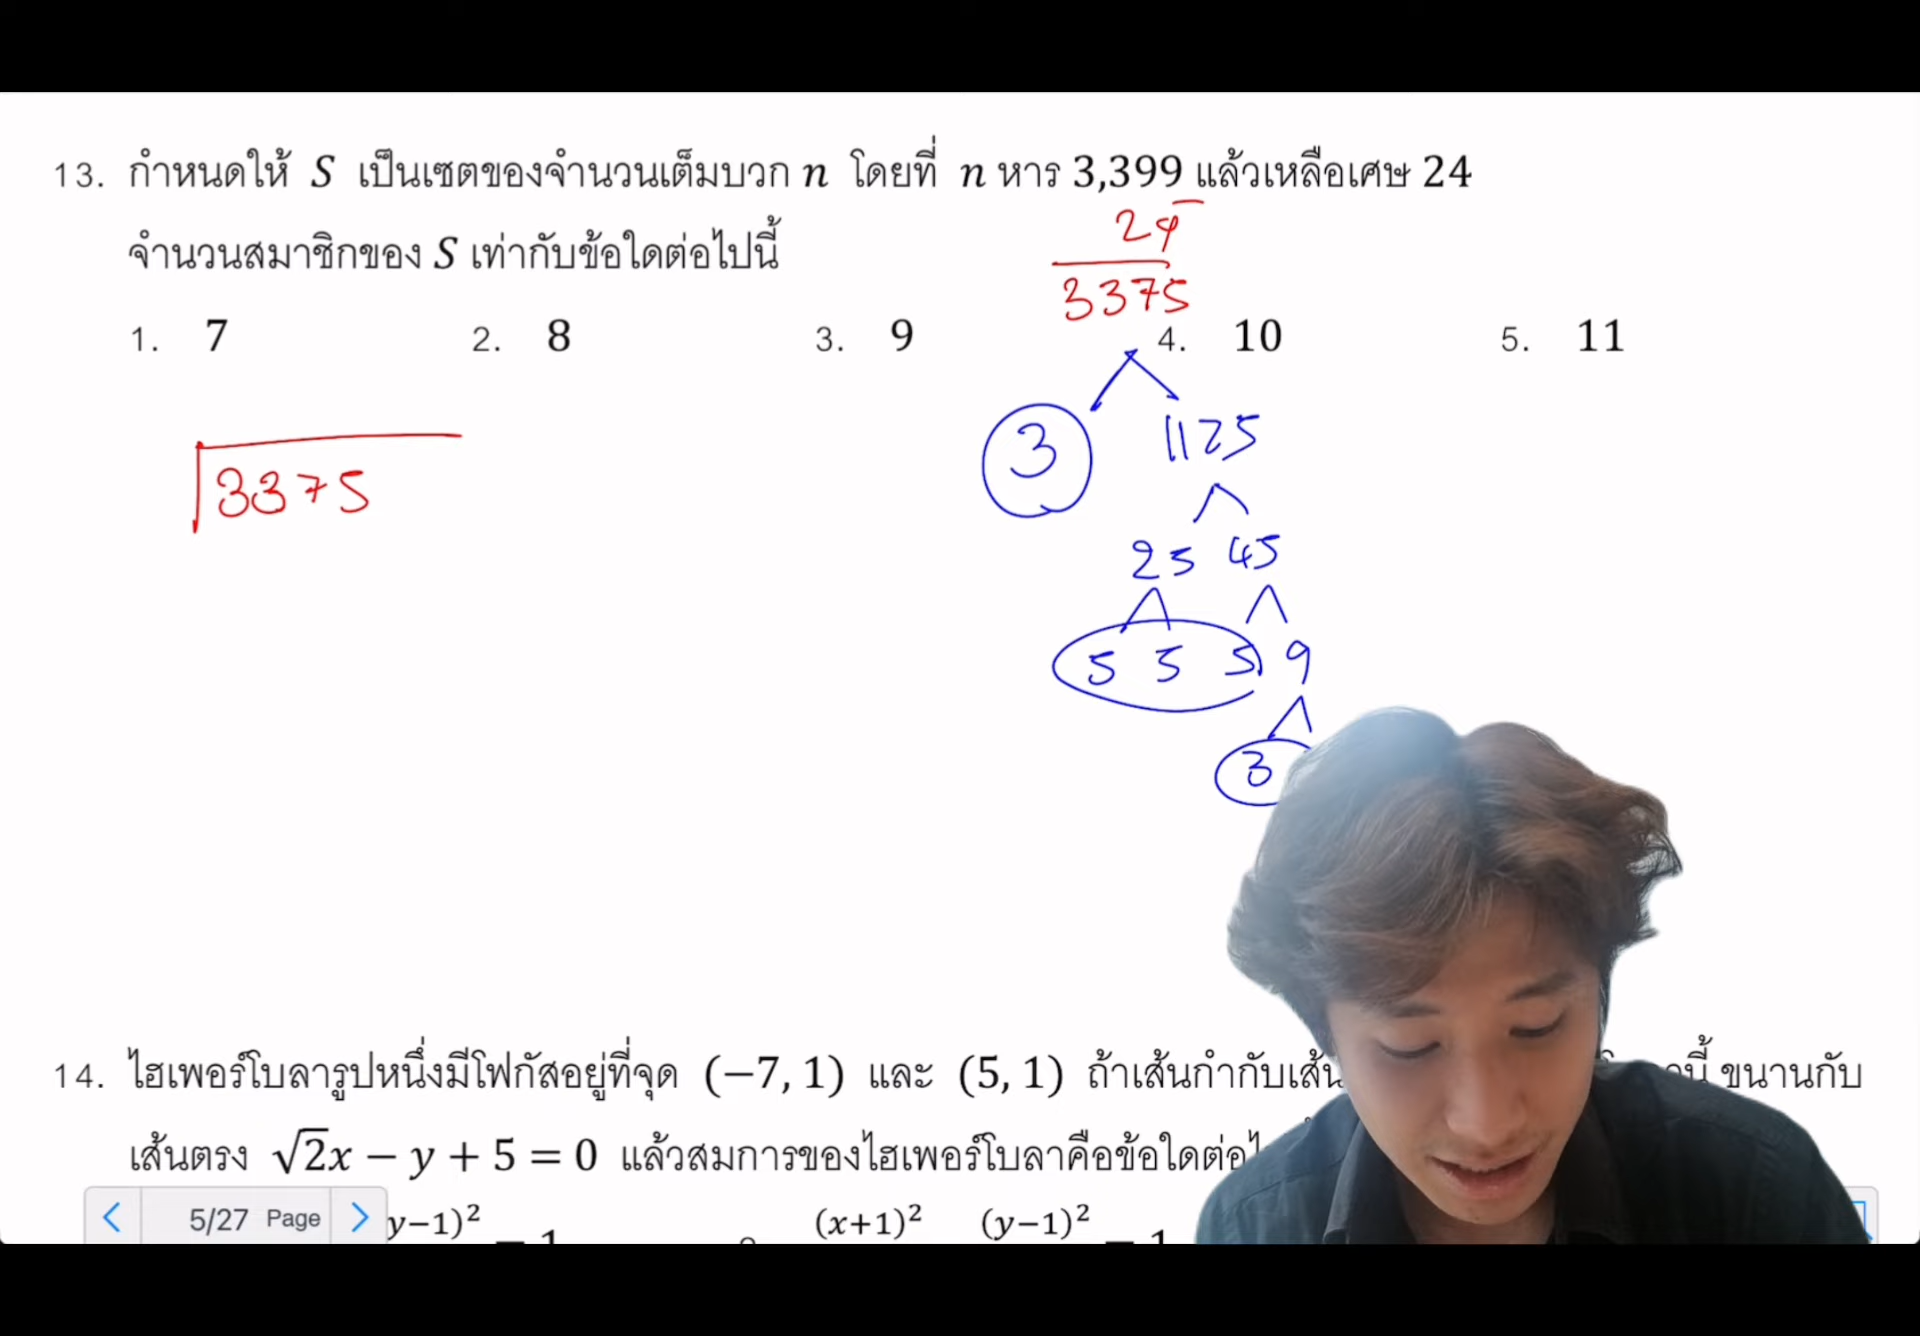 13. กำหนดให้ S เป็นเซตของจำนวนเต็มบวก n โดยที่ n หาร 3,399 แล้วเหลือเศษ 24
จำนวนสมาชิกของ S เท่ากับข้อใดต่อไปนี้
24
3375
1. 7 2. 8 3. 9 4. 10 5. 11
3 1125
3375
25 45
5 5 5 9
3
14. ไฮเพอร์โบลารูปหนึ่งมีโฟกัสอยู่ที่จุด (−7, 1) และ (5, 1) ถ้าเส้นกำกับเส้น ขนานกับ
เส้นตรง √2x − y + 5 = 0 แล้วสมการของไฮเพอร์โบลาคือข้อใดต่อไ
5/27 Page y−1)² (x+1)² (y−1)²